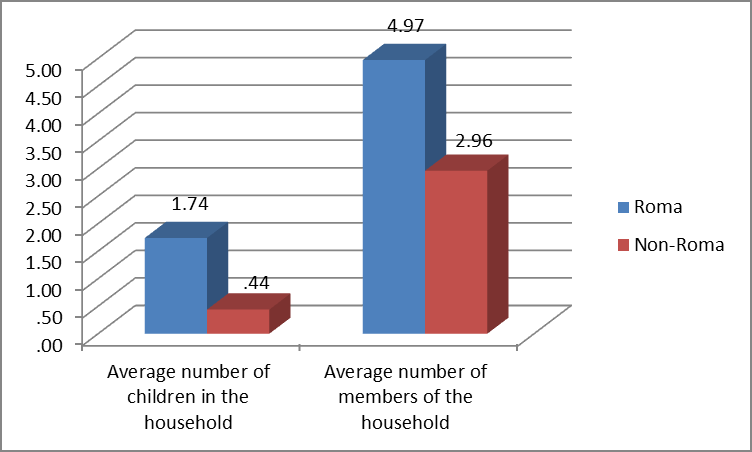 4.97
5.00
4.50
4.00
3.50
3.00
2.50
2.00
1.50
1.00
.50
.00
1.74
.44
2.96
Roma
Non-Roma
Average number of
children in the
household
Average number of
members of the
household